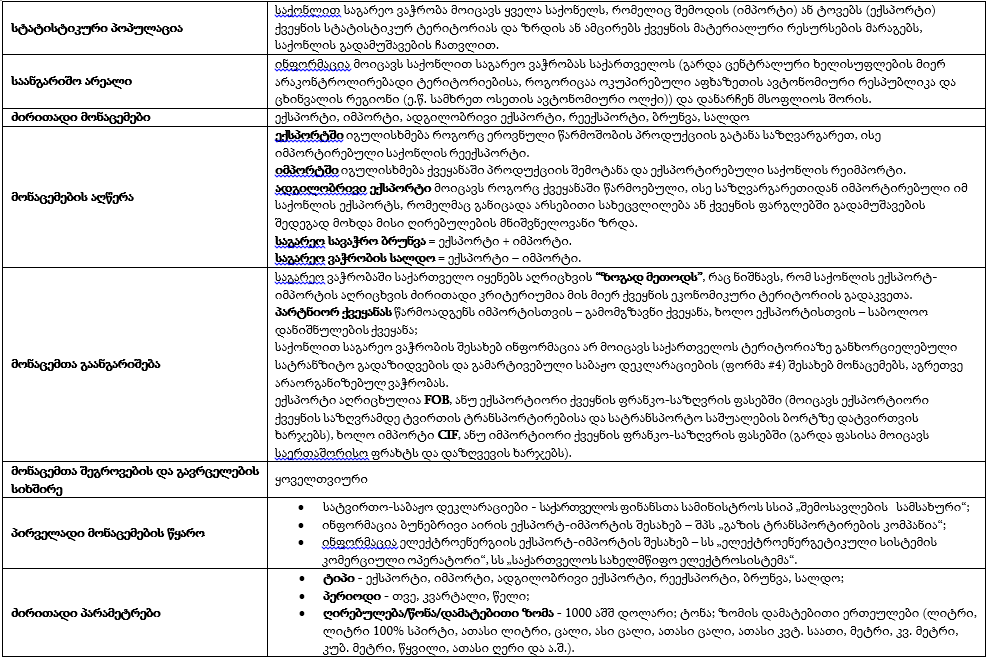 სტატისტიკური პოპულაცია
საქონლით საგარეო ვაჭრობა მოიცავს ყველა საქონელს, რომელიც შემოდის (იმპორტი) ან ტოვებს (ექსპორტი)
ქვეყნის სტატისტიკურ ტერიტორიას და ზრდის ან ამცირებს ქვეყნის მატერიალური რესურსების მარაგებს,
საქონლის გადამუშავების ჩათვლით.
საანგარიშო არეალი
ინფორმაცია მოიცავს საქონლით საგარეო ვაჭრობას საქართველოს (გარდა ცენტრალური ხელისუფლების მიერ
არაკონტროლირებადი ტერიტორიებისა, როგორიცაა ოკუპირებული აფხაზეთის ავტონომიური რესპუბლიკა და
ცხინვალის რეგიონი (ე.წ. სამხრეთ ოსეთის ავტონომიური ოლქი)) და დანარჩენ მსოფლიოს შორის.
ძირითადი მონაცემები
ექსპორტი, იმპორტი, ადგილობრივი ექსპორტი, რეექსპორტი, ბრუნვა, სალდო
მონაცემების აღწერა
ექსპორტში იგულისხმება როგორც ეროვნული წარმოშობის პროდუქციის გატანა საზღვარგარეთ, ისე
იმპორტირებული საქონლის რეექსპორტი.
იმპორტში იგულისხმება ქვეყანაში პროდუქციის შემოტანა და ექსპორტირებული საქონლის რეიმპორტი.
ადგილობრივი ექსპორტი მოიცავს როგორც ქვეყანაში წარმოებული, ისე საზღვარგარეთიდან იმპორტირებული იმ
საქონლის ექსპორტს, რომელმაც განიცადა არსებითი სახეცვლილება ან ქვეყნის ფარგლებში გადამუშავების
შედეგად მოხდა მისი ღირებულების მნიშვნელოვანი ზრდა.
საგარეო სავაჭრო ბრუნვა = ექსპორტი + იმპორტი.
საგარეო ვაჭრობის სალდო = ექსპორტი – იმპორტი.
მონაცემთა გაანგარიშება
საგარეო ვაჭრობაში საქართველო იყენებს აღრიცხვის “ზოგად მეთოდს”, რაც ნიშნავს, რომ საქონლის ექსპორტ-
იმპორტის აღრიცხვის ძირითადი კრიტერიუმია მის მიერ ქვეყნის ეკონომიკური ტერიტორიის გადაკვეთა.
პარტნიორ ქვეყანას წარმოადგენს იმპორტისთვის – გამომგზავნი ქვეყანა, ხოლო ექსპორტისთვის – საბოლოო
დანიშნულების ქვეყანა;
საქონლით საგარეო ვაჭრობის შესახებ ინფორმაცია არ მოიცავს საქართველოს ტერიტორიაზე განხორციელებული
სატრანზიტო გადაზიდვების და გამარტივებული საბაჟო დეკლარაციების (ფორმა #4) შესახებ მონაცემებს, აგრეთვე
არაორგანიზებულ ვაჭრობას.
ექსპორტი აღრიცხულია FOB, ანუ ექსპორტიორი ქვეყნის ფრანკო-საზღვრის ფასებში (მოიცავს ექსპორტიორი
ქვეყნის საზღვრამდე ტვირთის ტრანსპორტირებისა და სატრანსპორტო საშუალების ბორტზე დატვირთვის
ხარჯებს), ხოლო იმპორტი CIF, ანუ იმპორტიორი ქვეყნის ფრანკო-საზღვრის ფასებში (გარდა ფასისა მოიცავს
საერთაშორისო ფრახტს და დაზღვევის ხარჯებს).
მონაცემთა შეგროვების და გავრცელების
სიხშირე
ყოველთვიური
პირველადი მონაცემების წყარო
• სატვირთო-საბაჟო დეკლარაციები - საქართველოს ფინანსთა სამინისტროს სსიპ „შემოსავლების სამსახური“;
• ინფორმაცია ბუნებრივი აირის ექსპორტ-იმპორტის შესახებ – შპს „გაზის ტრანსპორტირების კომპანია“;
• ინფორმაცია ელექტროენერგიის ექსპორტ-იმპორტის შესახებ – სს „ელექტროენერგეტიკული სისტემის
კომერციული ოპერატორი“, სს „საქართველოს სახელმწიფო ელექტროსისტემა“.
ძირითადი პარამეტრები
• ტიპი - ექსპორტი, იმპორტი, ადგილობრივი ექსპორტი, რეექსპორტი, ბრუნვა, სალდო;
• პერიოდი - თვე, კვარტალი, წელი;
• ღირებულება/წონა/დამატებითი ზომა - 1000 აშშ დოლარი; ტონა; ზომის დამატებითი ერთეულები (ლიტრი,
ლიტრი 100% სპირტი, ათასი ლიტრი, ცალი, ასი ცალი, ათასი ცალი, ათასი კვტ. საათი, მეტრი, კვ. მეტრი,
კუბ. მეტრი, წყვილი, ათასი ღერი და ა.შ.).